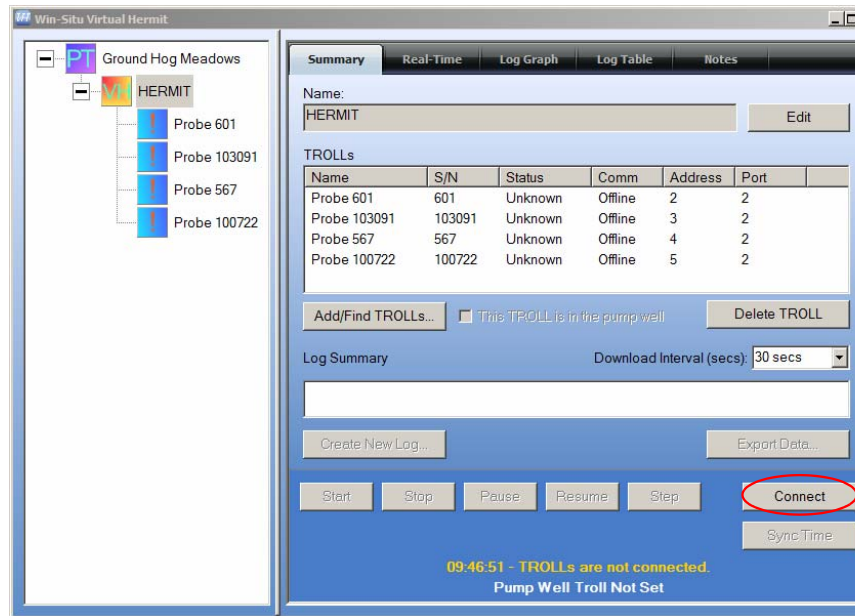 Win-Situ Virtual Hermit
PT Ground Hog Meadows
VH HERMIT
Probe 601
Probe 103091
Probe 567
Probe 100722
Summary Real-Time Log Graph Log Table Notes
Name:
HERMIT Edit
TROLLs
Name S/N Status Comm Address Port
Probe 601 601 Unknown Offline 2 2
Probe 103091 103091 Unknown Offline 3 2
Probe 567 567 Unknown Offline 4 2
Probe 100722 100722 Unknown Offline 5 2
Add/Find TROLLs... This TROLL is in the pump well Delete TROLL
Log Summary Download Interval (secs): 30 secs
Create New Log... Export Data...
Start Stop Pause Resume Step Connect
Sync Time
09:46:51 - TROLLs are not connected.
Pump Well Troll Not Set